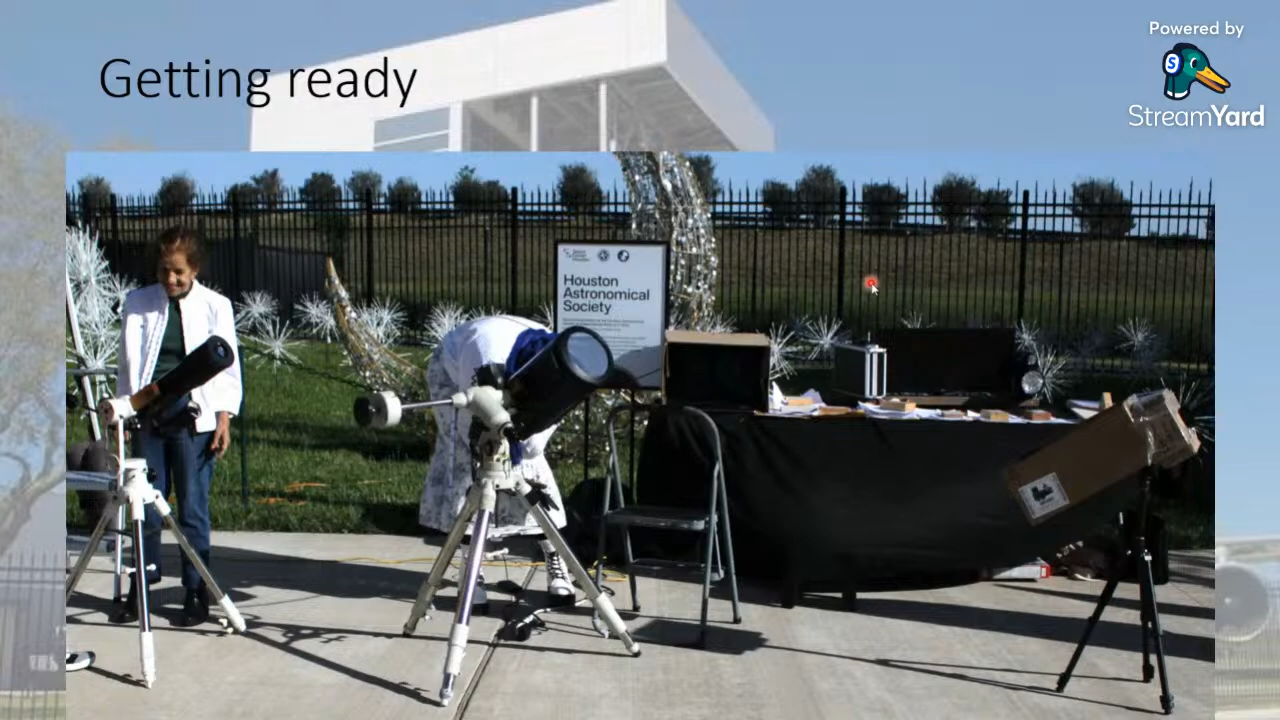 Getting ready
Powered by
StreamYard
Houston
Astronomical
Society